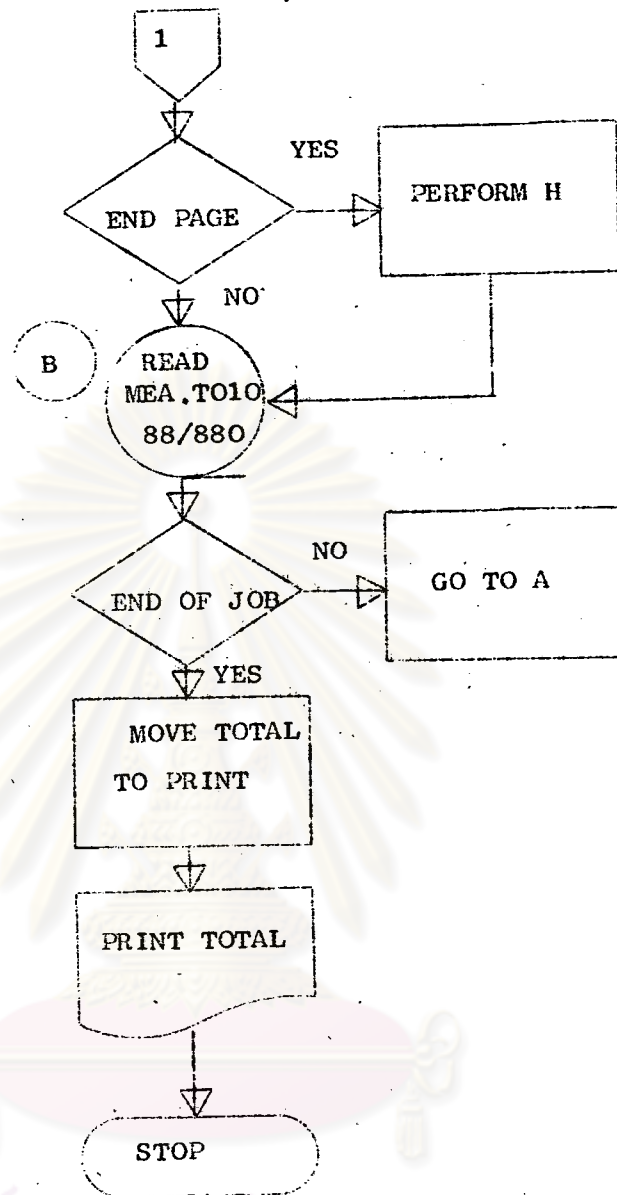 1
YES
PERFORM H
END PAGE
NO
B
READ
MEA.TO10
88/880
NO
GO TO A
END OF JOB
YES
MOVE TOTAL
TO PRINT
PRINT TOTAL
STOP